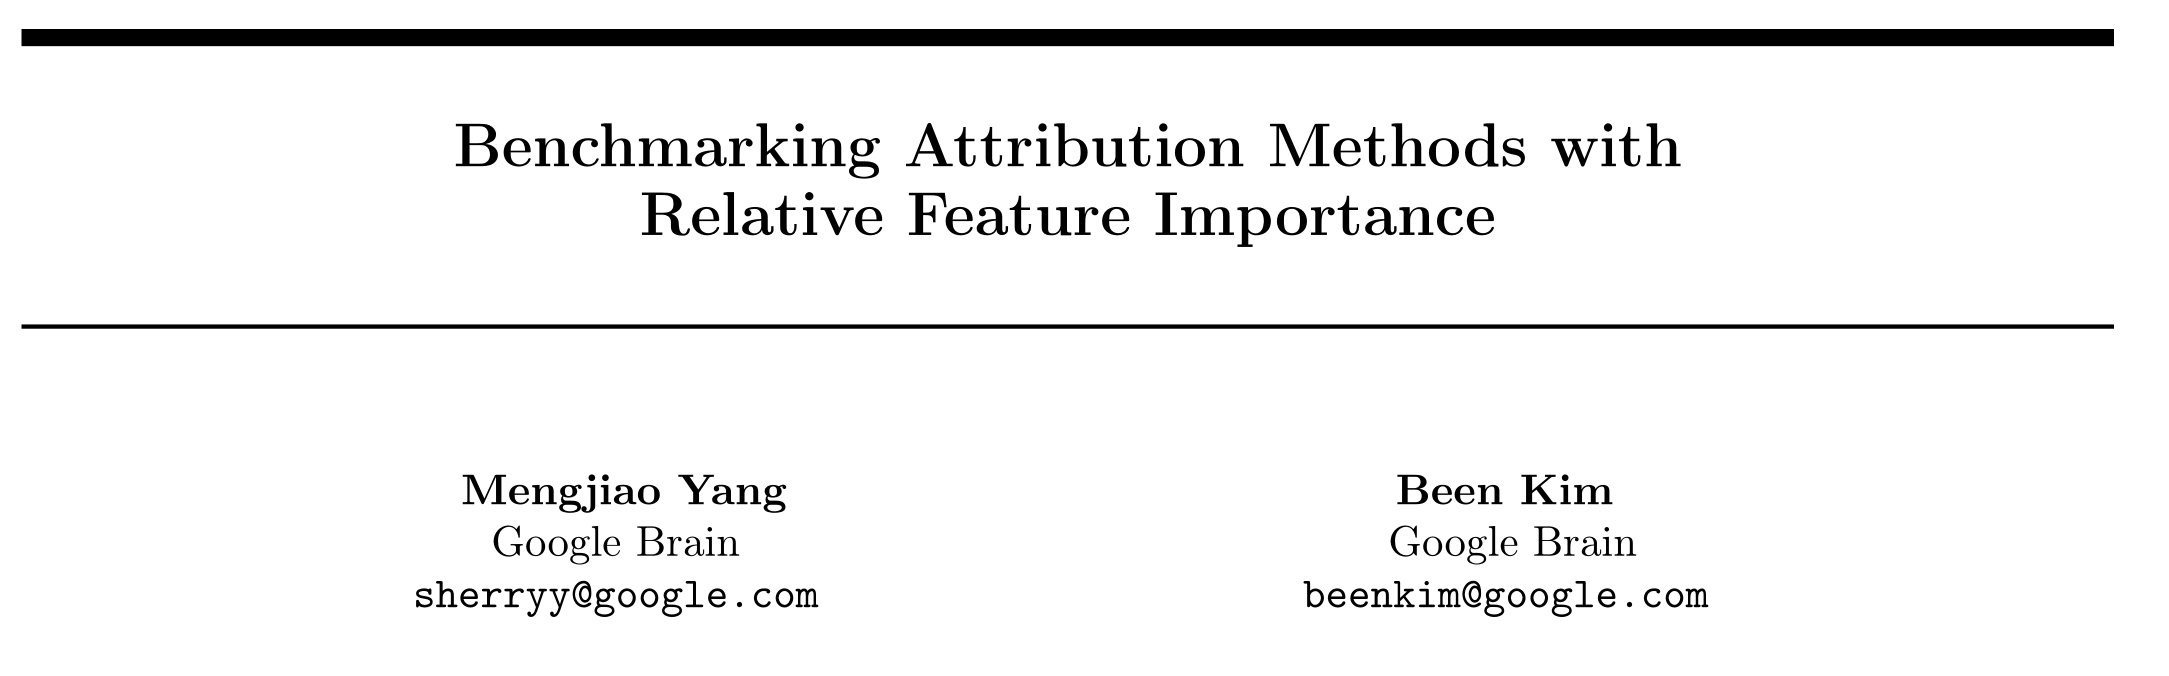 Benchmarking Attribution Methods with
Relative Feature Importance
Mengjiao Yang
Google Brain
sherryy@google.com
Been Kim
Google Brain
beenkim@google.com